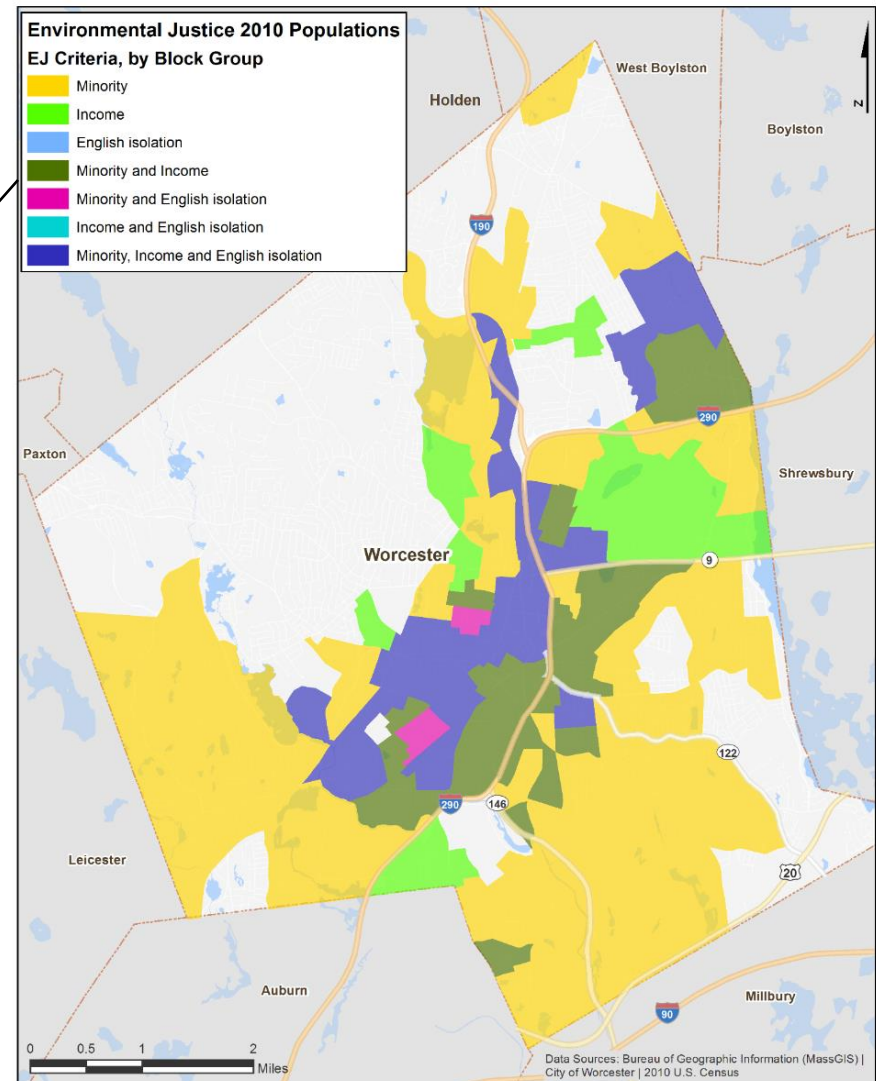 Environmental Justice 2010 Populations
EJ Criteria, by Block Group
Minority
Income
English isolation
Minority and Income
Minority and English isolation
Income and English isolation
Minority, Income and English isolation
West Boylston
Holden
N
Boylston
190
290
Paxton
Shrewsbury
Worcester
9
122
290
146
Leicester
20
Auburn
90
Millbury
0 0.5 1 2
Miles
Data Sources: Bureau of Geographic Information (MassGIS) |
City of Worcester | 2010 U.S. Census